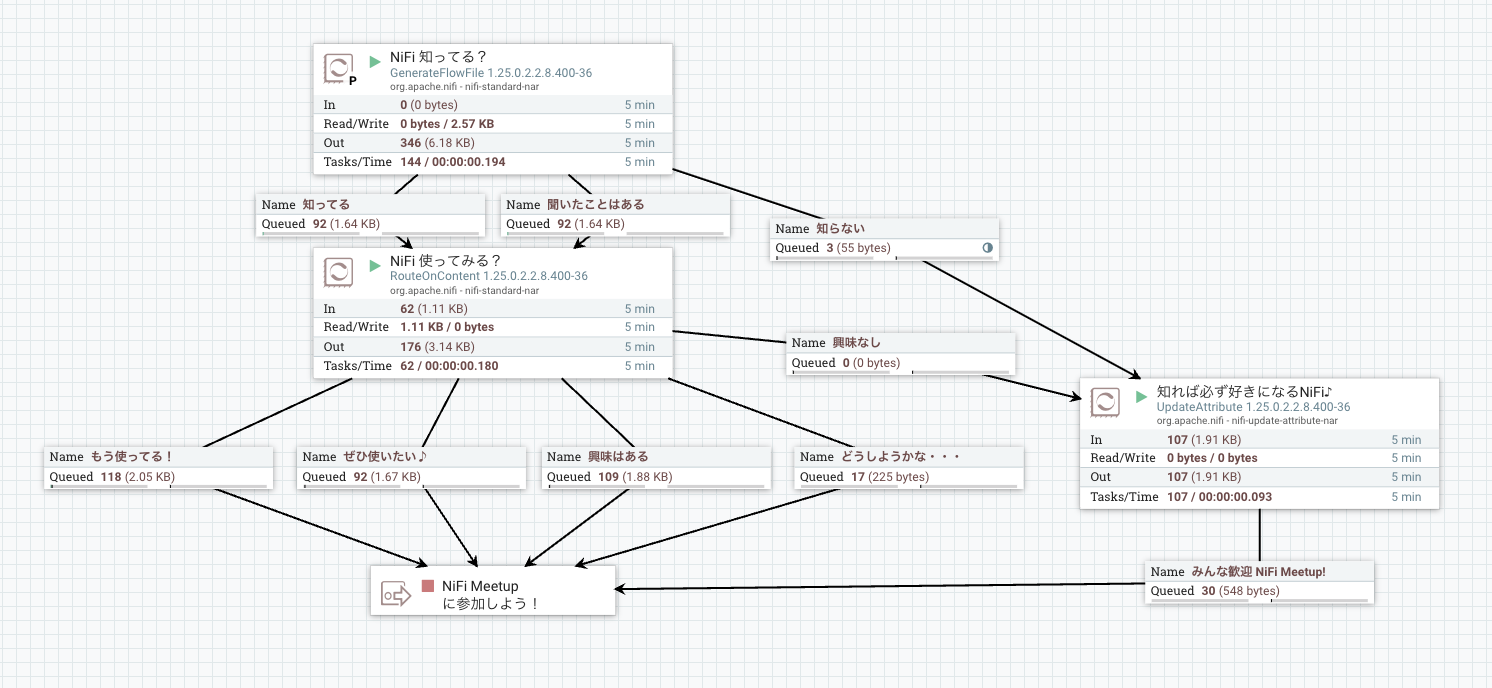 NiFi 知ってる？
GenerateFlowFile 1.25.0.2.2.8.400-36
org.apache.nifi - nifi-standard-nar
P
In 0 (0 bytes) 5 min
Read/Write 0 bytes / 2.57 KB 5 min
Out 346 (6.18 KB) 5 min
Tasks/Time 144 / 00:00:00.194 5 min
Name 知ってる
Queued 92 (1.64 KB)
Name 聞いたことはある
Queued 92 (1.64 KB)
Name 知らない
Queued 3 (55 bytes)
NiFi 使ってみる？
RouteOnContent 1.25.0.2.2.8.400-36
org.apache.nifi - nifi-standard-nar
In 62 (1.11 KB) 5 min
Read/Write 1.11 KB / 0 bytes 5 min
Out 176 (3.14 KB) 5 min
Tasks/Time 62 / 00:00:00.180 5 min
Name 興味なし
Queued 0 (0 bytes)
知れば必ず好きになるNiFi♪
UpdateAttribute 1.25.0.2.2.8.400-36
org.apache.nifi - nifi-update-attribute-nar
In 107 (1.91 KB) 5 min
Read/Write 0 bytes / 0 bytes 5 min
Out 107 (1.91 KB) 5 min
Tasks/Time 107 / 00:00:00.093 5 min
Name もう使ってる！
Queued 118 (2.05 KB)
Name ぜひ使いたい♪
Queued 92 (1.67 KB)
Name 興味はある
Queued 109 (1.88 KB)
Name どうしようかな・・・
Queued 17 (225 bytes)
Name みんな歓迎 NiFi Meetup!
Queued 30 (548 bytes)
NiFi Meetup
に参加しよう！